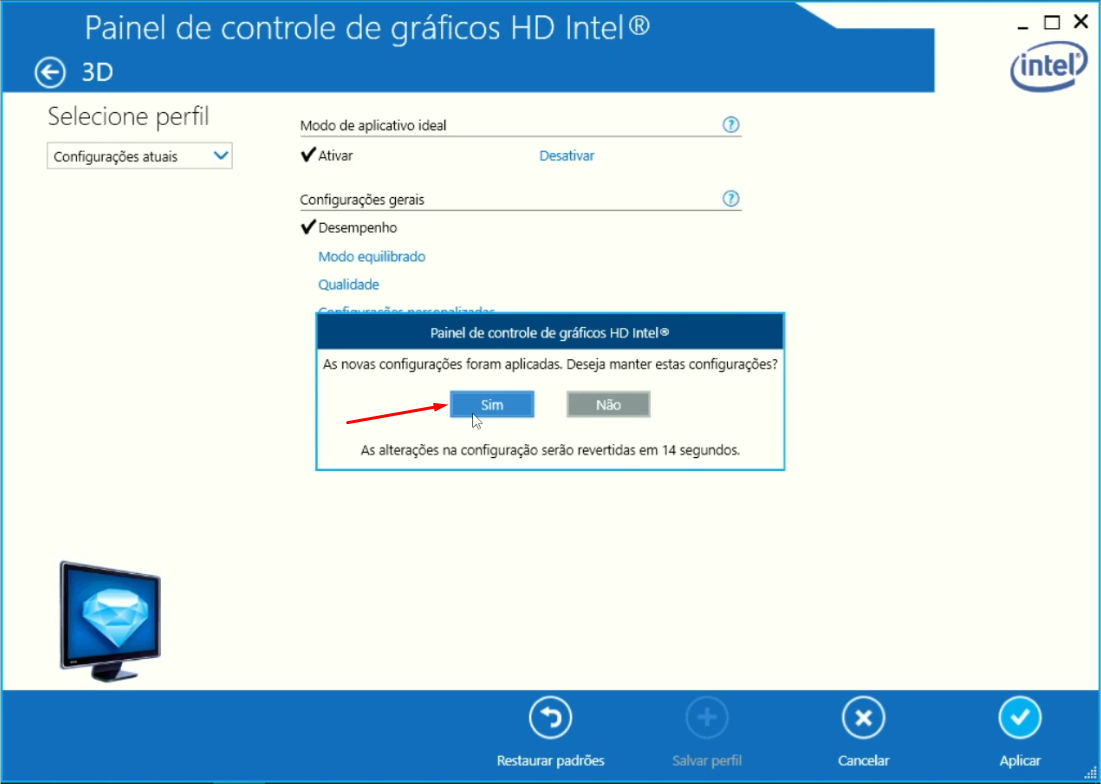 Painel de controle de gráficos HD Intel®
3D
intel
Selecione perfil
Configurações atuais
Modo de aplicativo ideal
?
Ativar
Desativar
Configurações gerais
?
Desempenho
Modo equilibrado
Qualidade
Configurações personalizadas
Painel de controle de gráficos HD Intel®
As novas configurações foram aplicadas. Deseja manter estas configurações?
Sim
Não
As alterações na configuração serão revertidas em 14 segundos.
Restaurar padrões
Salvar perfil
Cancelar
Aplicar